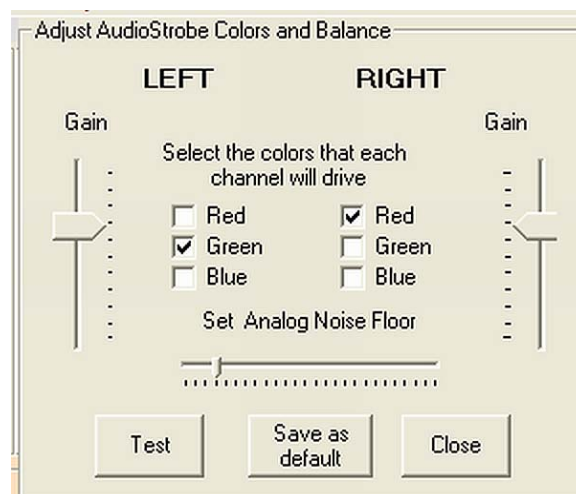 Adjust AudioStrobe Colors and Balance
LEFT RIGHT
Gain Gain
Select the colors that each
channel will drive
Red Red
Green Green
Blue Blue
Set Analog Noise Floor
Test Save as default Close